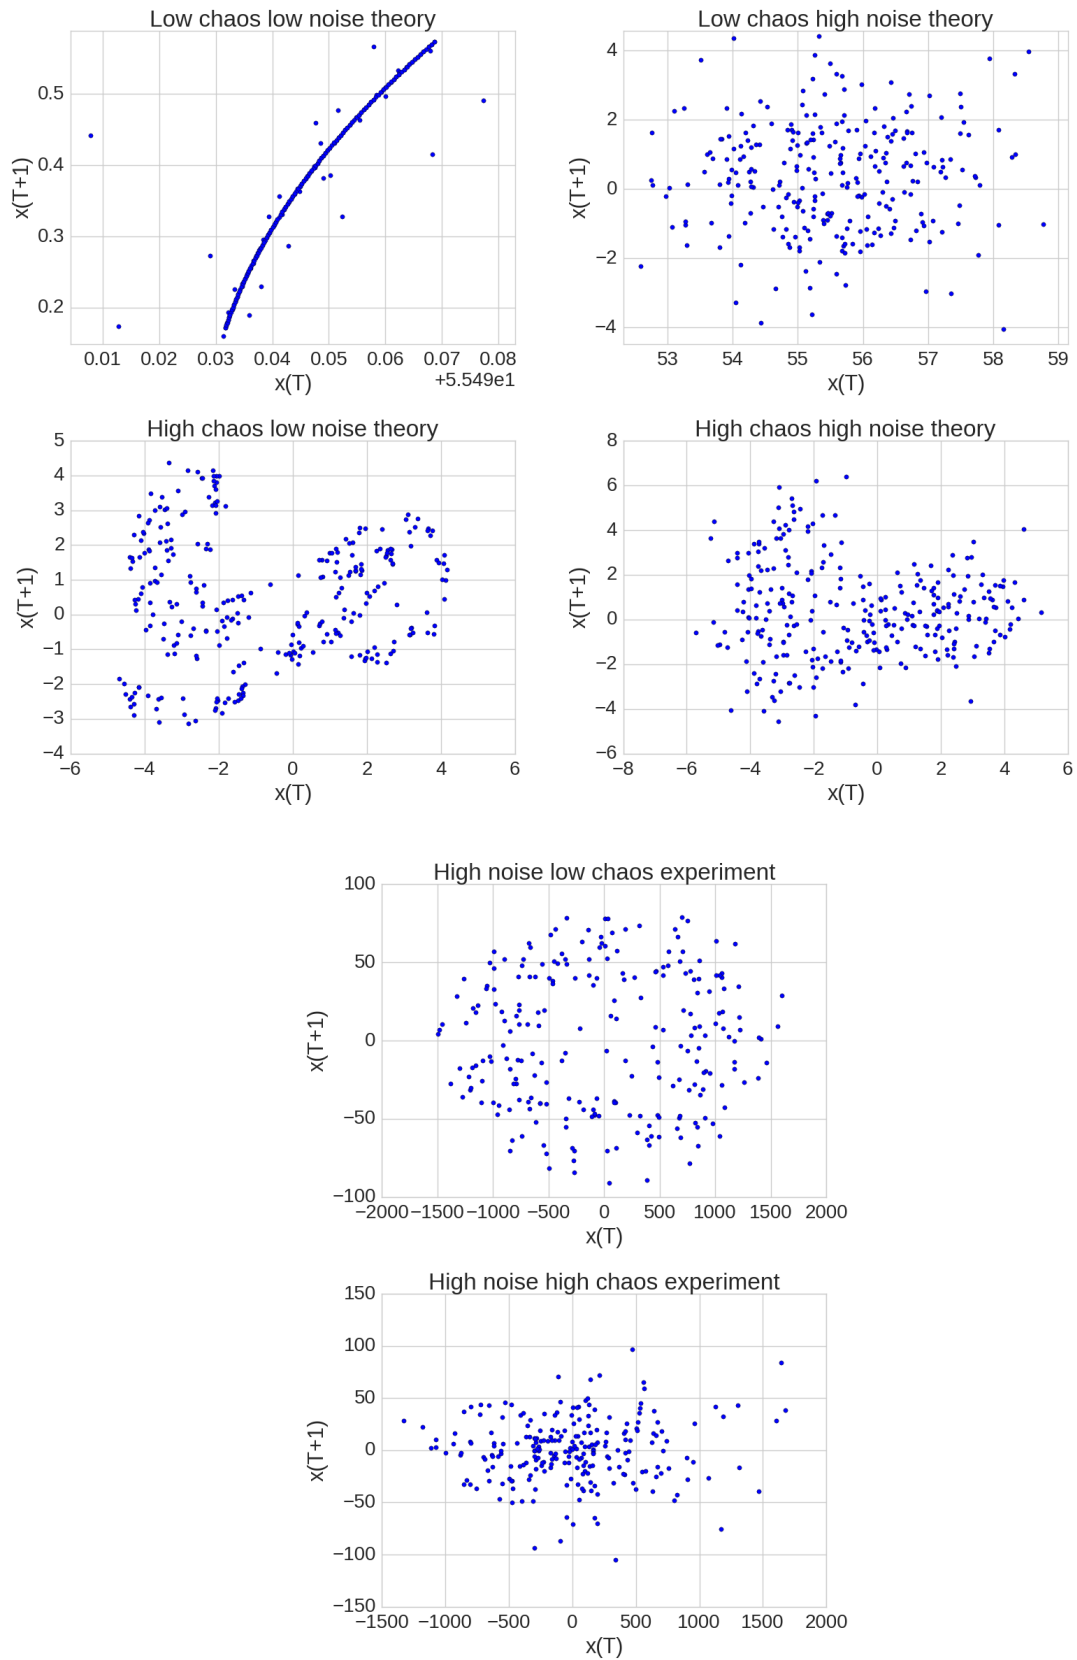 Low chaos low noise theory
x(T+1)
0.5
0.4
0.3
0.2
0.01 0.02 0.03 0.04 0.05 0.06 0.07 0.08
+5.549e1
x(T)
Low chaos high noise theory
x(T+1)
4
2
0
−2
−4
53 54 55 56 57 58 59
x(T)
High chaos low noise theory
x(T+1)
5
4
3
2
1
0
−1
−2
−3
−4
−6 −4 −2 0 2 4 6
x(T)
High chaos high noise theory
x(T+1)
8
6
4
2
0
−2
−4
−6
−8 −6 −4 −2 0 2 4 6
x(T)
High noise low chaos experiment
x(T+1)
100
50
0
−50
−100
−2000 −1500 −1000 −500 0 500 1000 1500 2000
x(T)
High noise high chaos experiment
x(T+1)
150
100
50
0
−50
−100
−150
−1500 −1000 −500 0 500 1000 1500 2000
x(T)